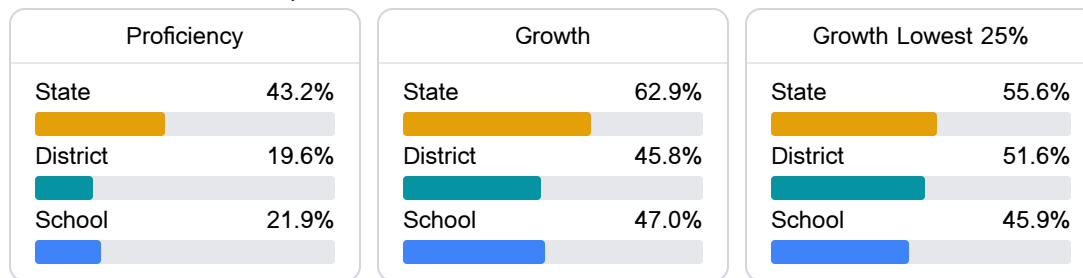 Proficiency
State 43.2%
District 19.6%
School 21.9%
Growth
State 62.9%
District 45.8%
School 47.0%
Growth Lowest 25%
State 55.6%
District 51.6%
School 45.9%